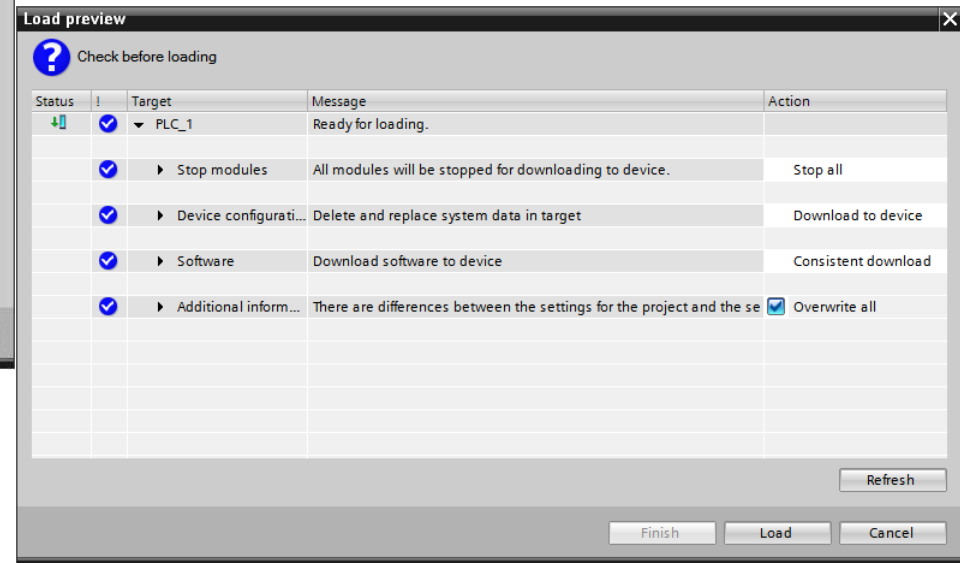 Load preview
Check before loading
Status ! Target Message Action
PLC_1 Ready for loading.
Stop modules All modules will be stopped for downloading to device. Stop all
Device configurati... Delete and replace system data in target Download to device
Software Download software to device Consistent download
Additional inform... There are differences between the settings for the project and the se Overwrite all
Refresh
Finish Load Cancel